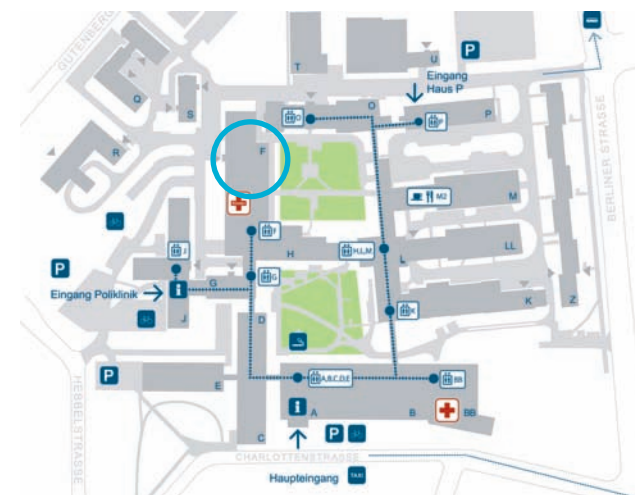 GUTENBERG
P
T
U
Eingang
Haus P
Q
S
O
O
P
P
F
R
BERLINER STRASSE
M2
M
J
F
H
H,L,M
L
LL
P
G
G
Eingang Poliklinik
i
K
K
Z
J
D
P
E
A,B,C,D,E
BB
i
A
B
BB
HEBBELSTRASSE
C
P
CHARLOTTENSTRASSE
Haupteingang
TAXI